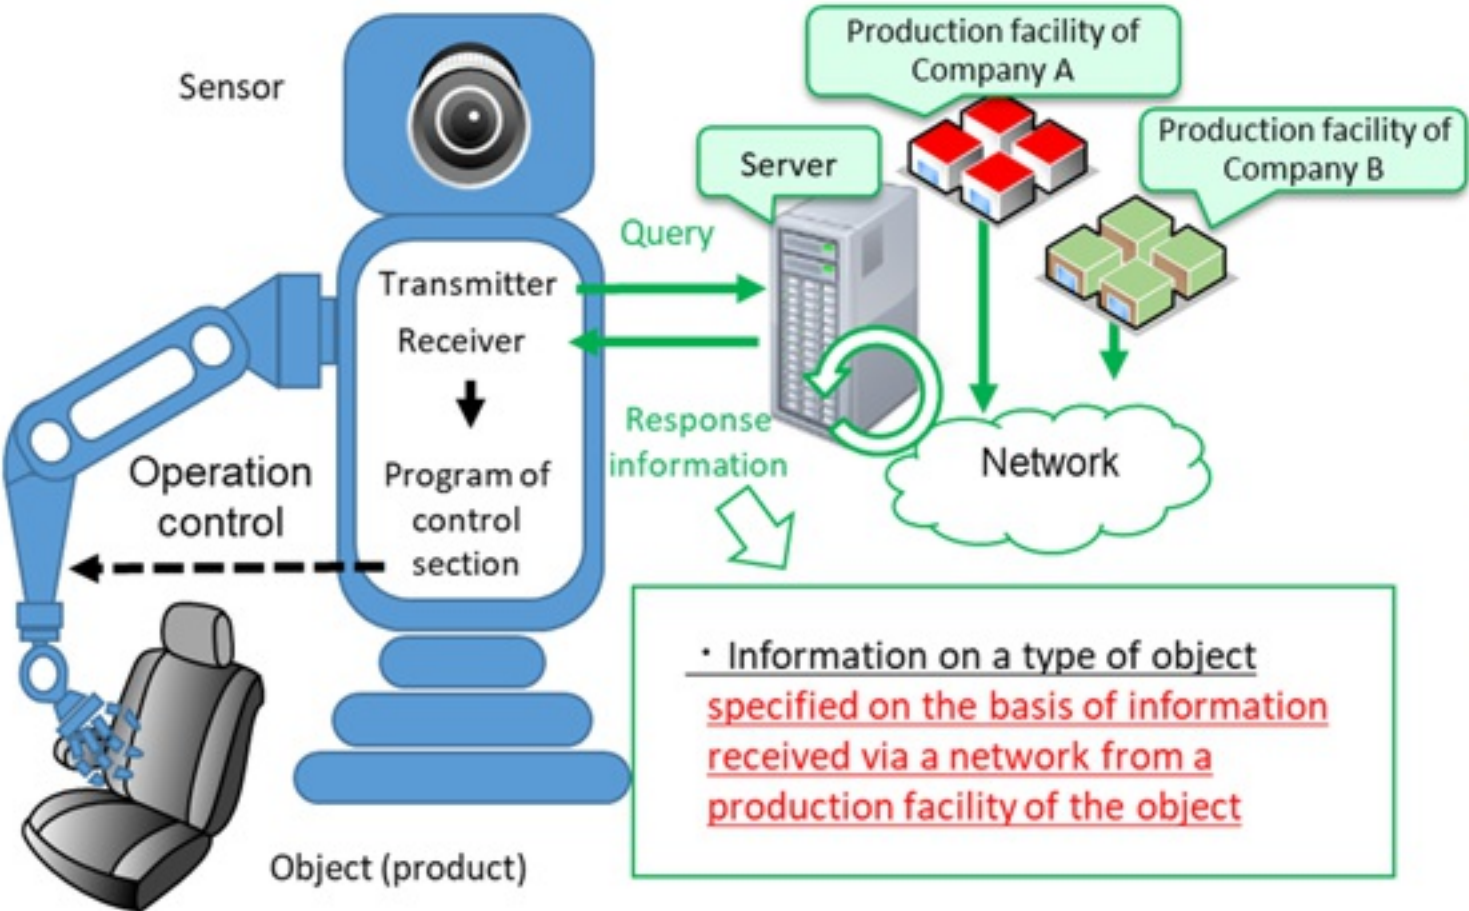 Sensor
Production facility of
Company A
Production facility of
Company B
Server
Query
Transmitter
Receiver
Response
information
Network
Operation
control
Program of
control
section
・Information on a type of object
specified on the basis of information
received via a network from a
production facility of the object
Object (product)